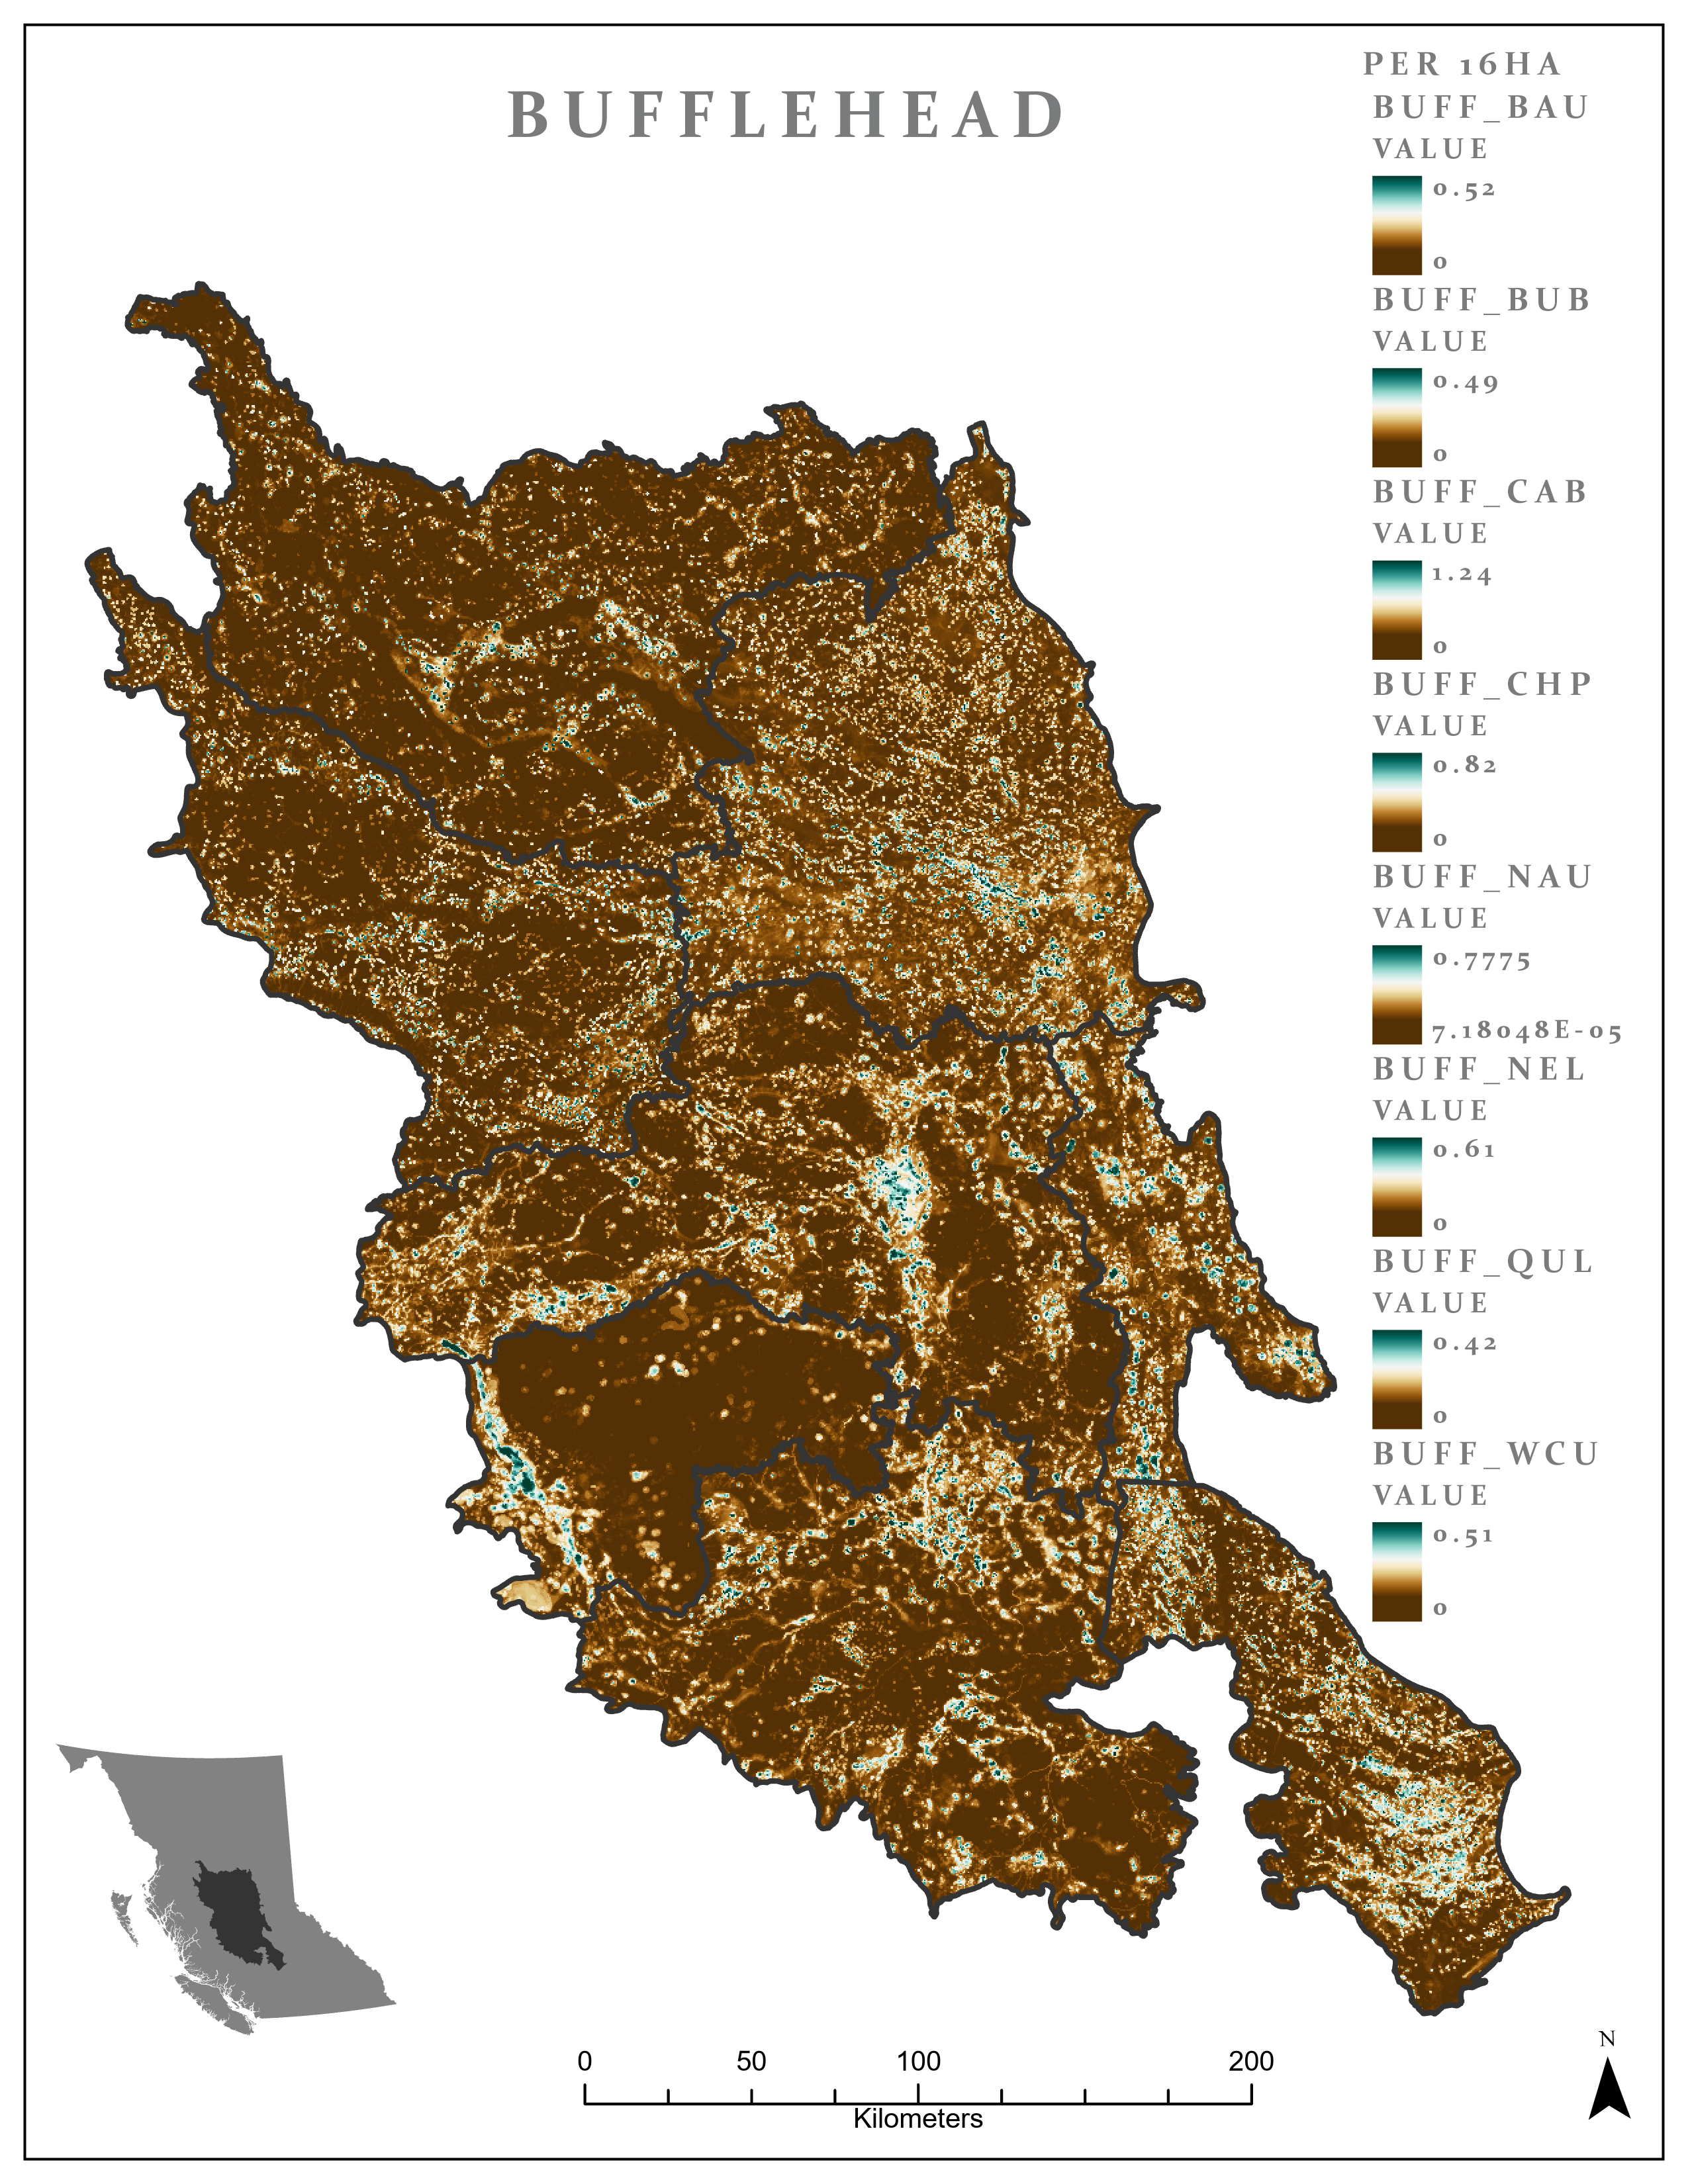 BUFFLEHEAD
PER 16HA
BUFF_BAU
VALUE
0.52
0
BUFF_BUB
VALUE
0.49
0
BUFF_CAB
VALUE
1.24
0
BUFF_CHP
VALUE
0.82
0
BUFF_NAU
VALUE
0.7775
7.18048E-05
BUFF_NEL
VALUE
0.61
0
BUFF_QUL
VALUE
0.42
0
BUFF_WCU
VALUE
0.51
0
0 50 100 200
Kilometers
N